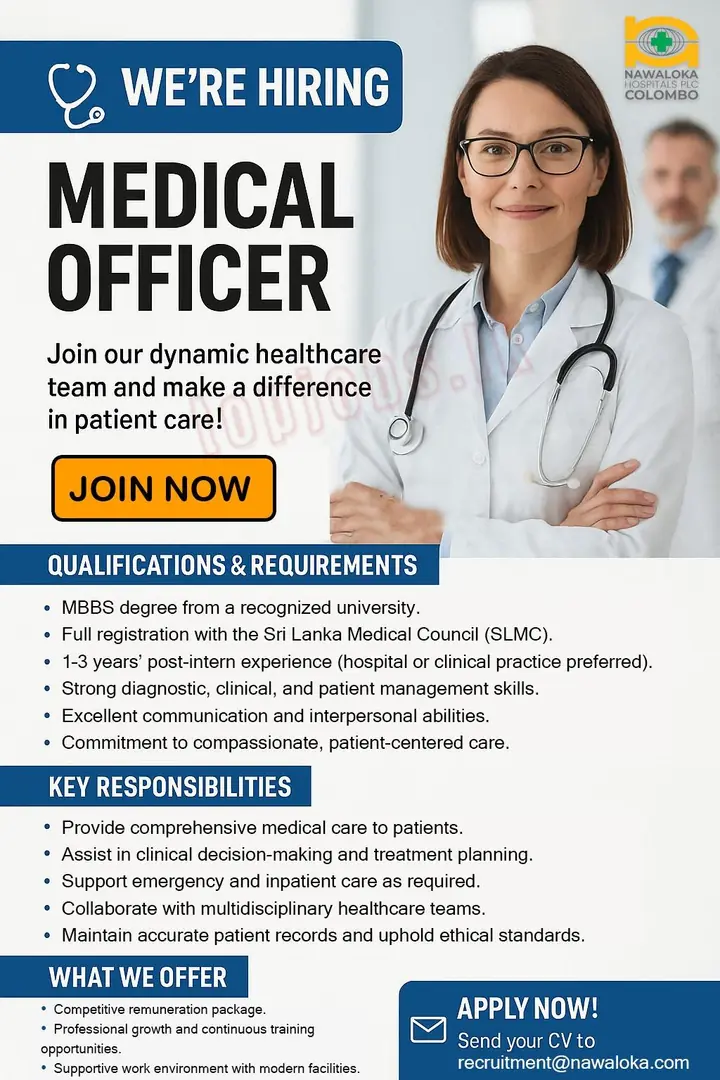 WE'RE HIRING
NAWALOKA
HOSPITALS PLC
COLOMBO
MEDICAL
OFFICER
Join our dynamic healthcare
team and make a difference
in patient care!
topjobs.lk
JOIN NOW
QUALIFICATIONS & REQUIREMENTS
• MBBS degree from a recognized university.
• Full registration with the Sri Lanka Medical Council (SLMC).
• 1-3 years' post-intern experience (hospital or clinical practice preferred).
• Strong diagnostic, clinical, and patient management skills.
• Excellent communication and interpersonal abilities.
• Commitment to compassionate, patient-centered care.
KEY RESPONSIBILITIES
• Provide comprehensive medical care to patients.
• Assist in clinical decision-making and treatment planning.
• Support emergency and inpatient care as required.
• Collaborate with multidisciplinary healthcare teams.
• Maintain accurate patient records and uphold ethical standards.
WHAT WE OFFER
• Competitive remuneration package.
• Professional growth and continuous training
opportunities.
• Supportive work environment with modern facilities.
APPLY NOW!
Send your CV to
recruitment@nawaloka.com